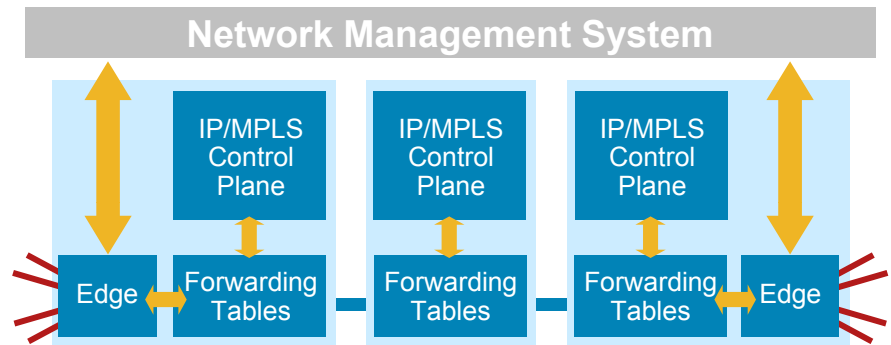 Network Management System
IP/MPLS
Control
Plane
IP/MPLS
Control
Plane
IP/MPLS
Control
Plane
Edge
Forwarding
Tables
Forwarding
Tables
Forwarding
Tables
Edge